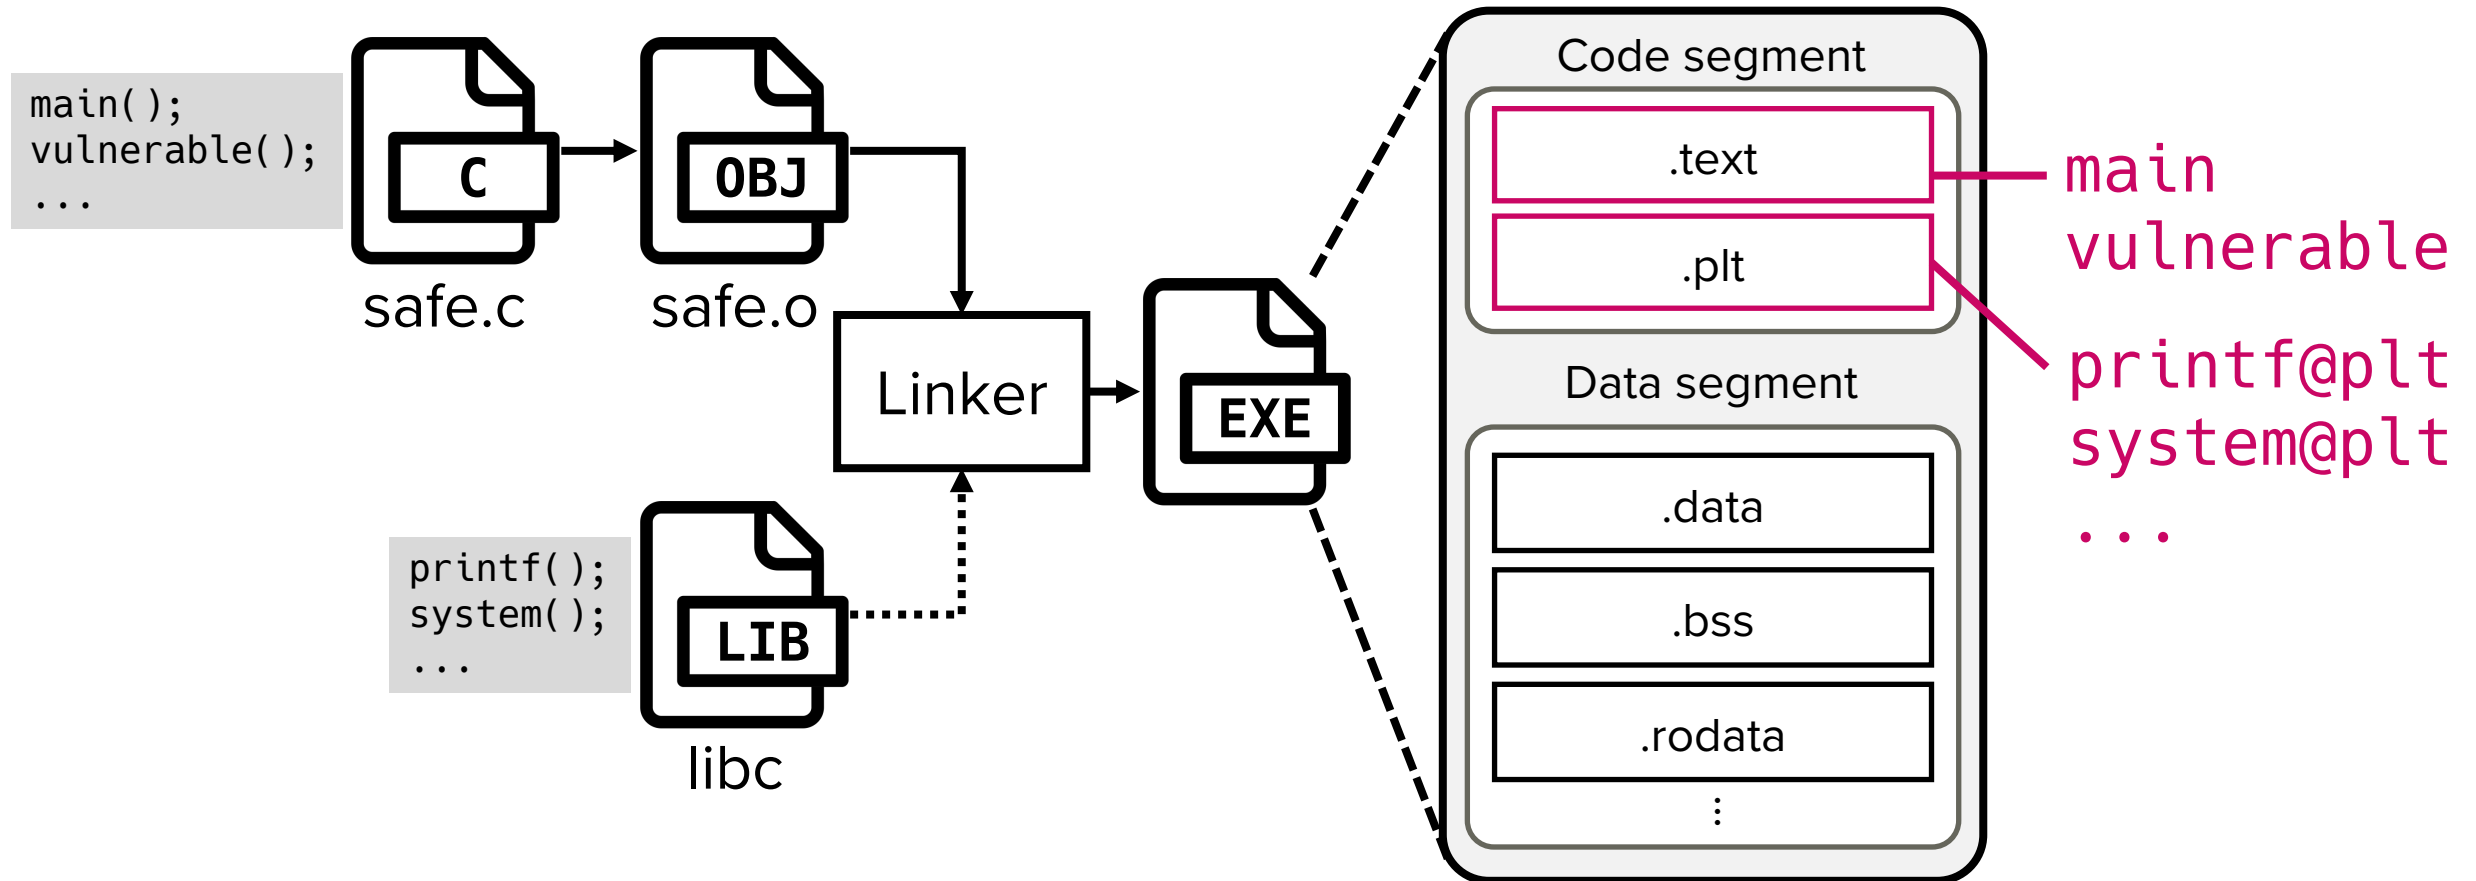 main();
vulnerable();
...
C
safe.c
OBJ
safe.o
printf();
system();
...
LIB
libc
Linker
EXE
Code segment
.text
.plt
Data segment
.data
.bss
.rodata
⋮
main
vulnerable
printf@plt
system@plt
...